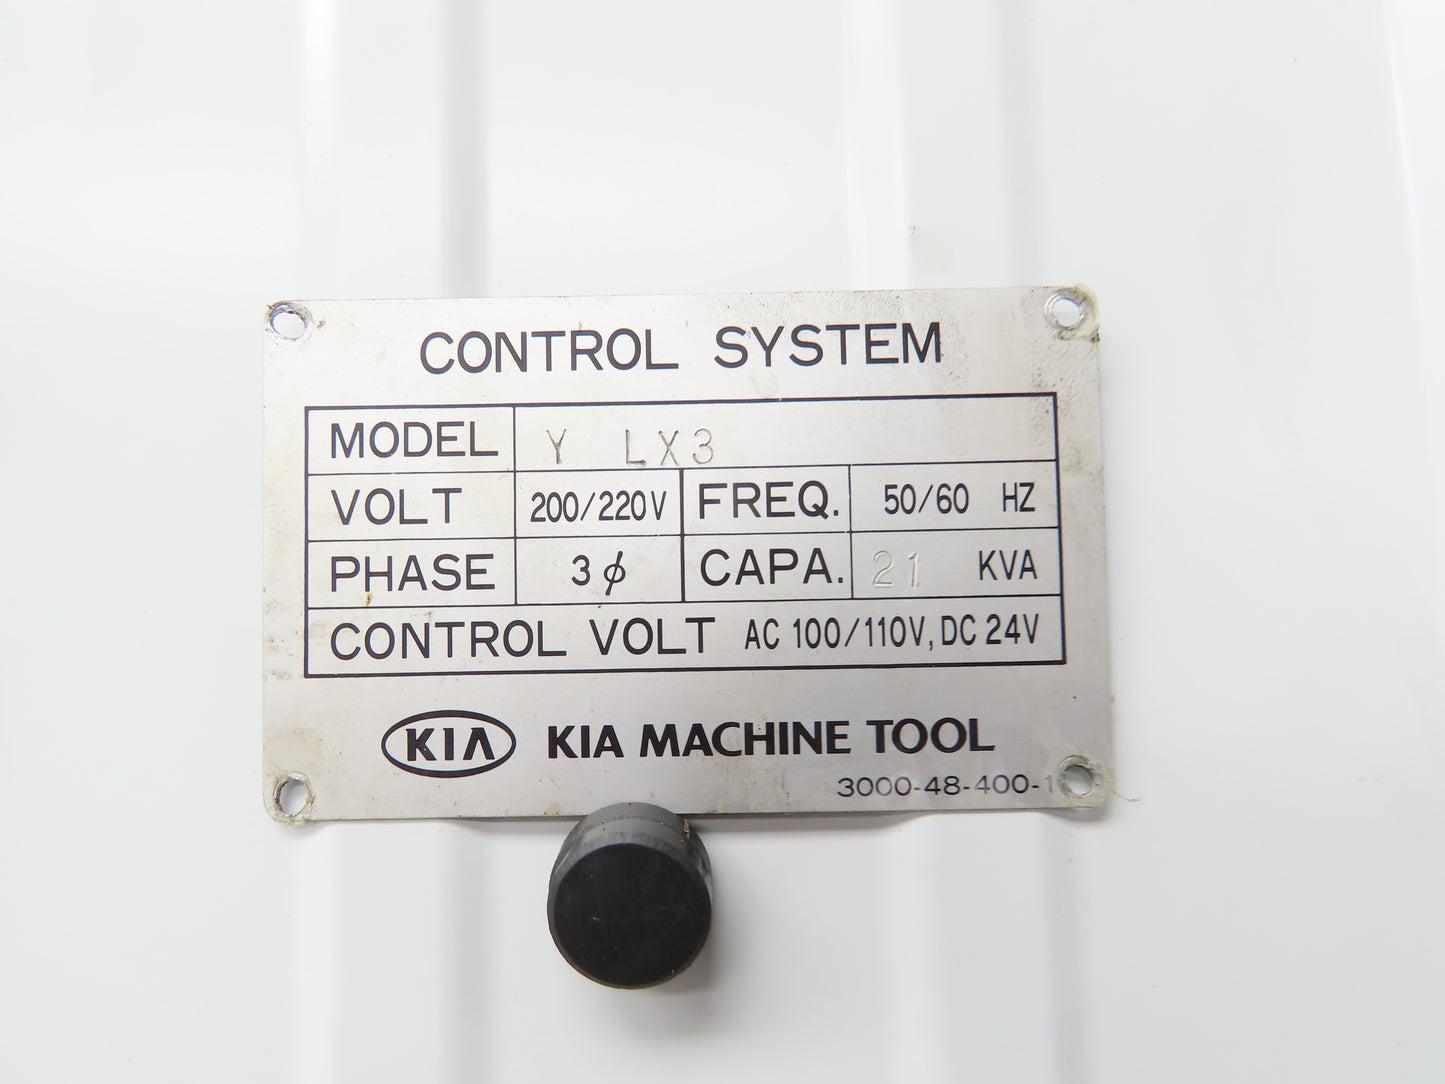 CONTROL SYSTEM
MODEL Y LX3
VOLT 200/220V FREQ. 50/60 HZ
PHASE 3ϕ CAPA. 21 KVA
CONTROL VOLT AC 100/110V, DC 24V
KIA KIA MACHINE TOOL
3000-48-400-1